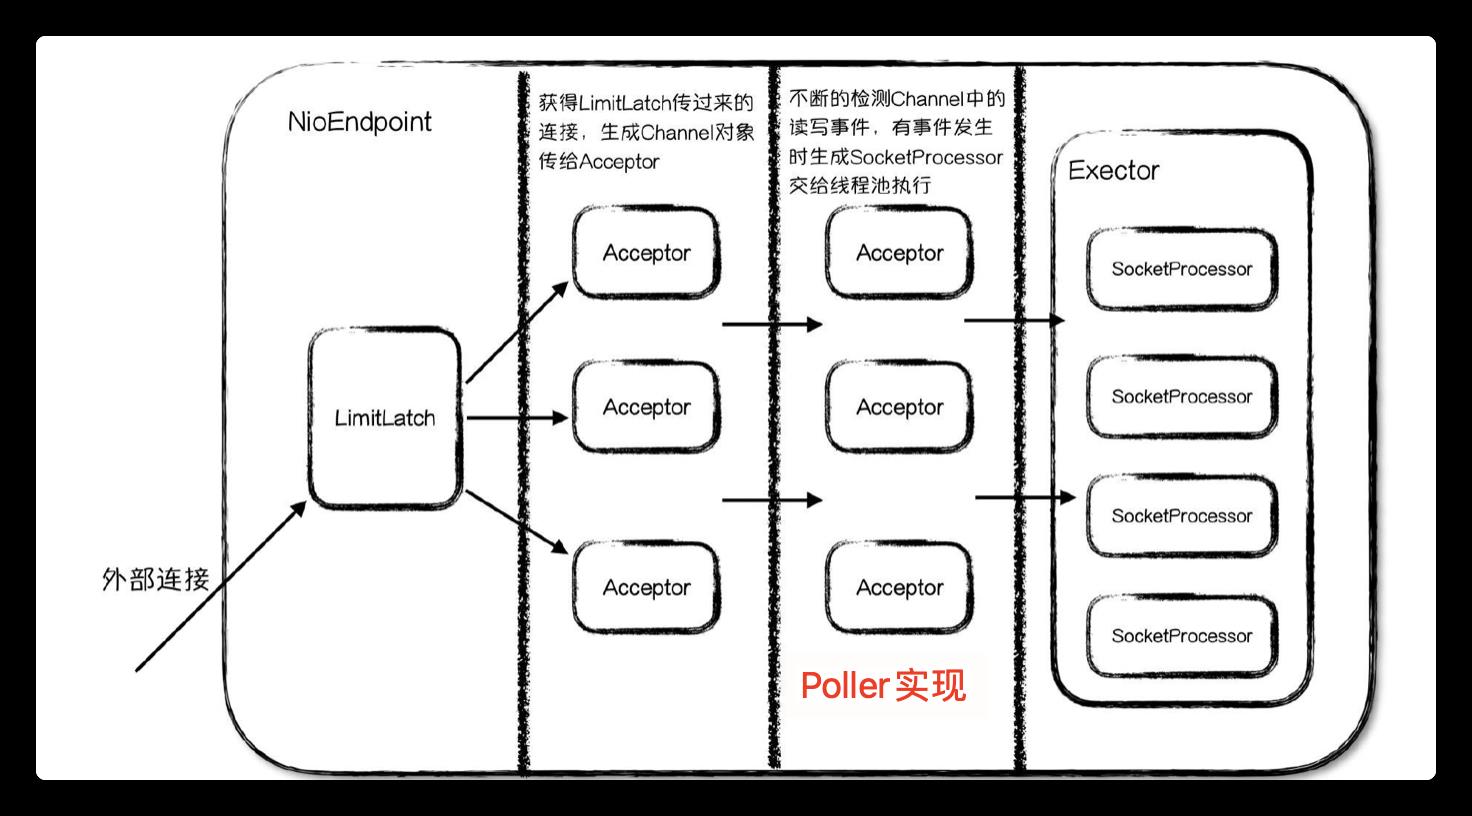 NioEndpoint
外部连接
LimitLatch
获得LimitLatch传过来的
连接，生成Channel对象
传给Acceptor
Acceptor
Acceptor
Acceptor
不断的检测Channel中的
读写事件，有事件发生
时生成SocketProcessor
交给线程池执行
Acceptor
Acceptor
Acceptor
Poller实现
Exector
SocketProcessor
SocketProcessor
SocketProcessor
SocketProcessor